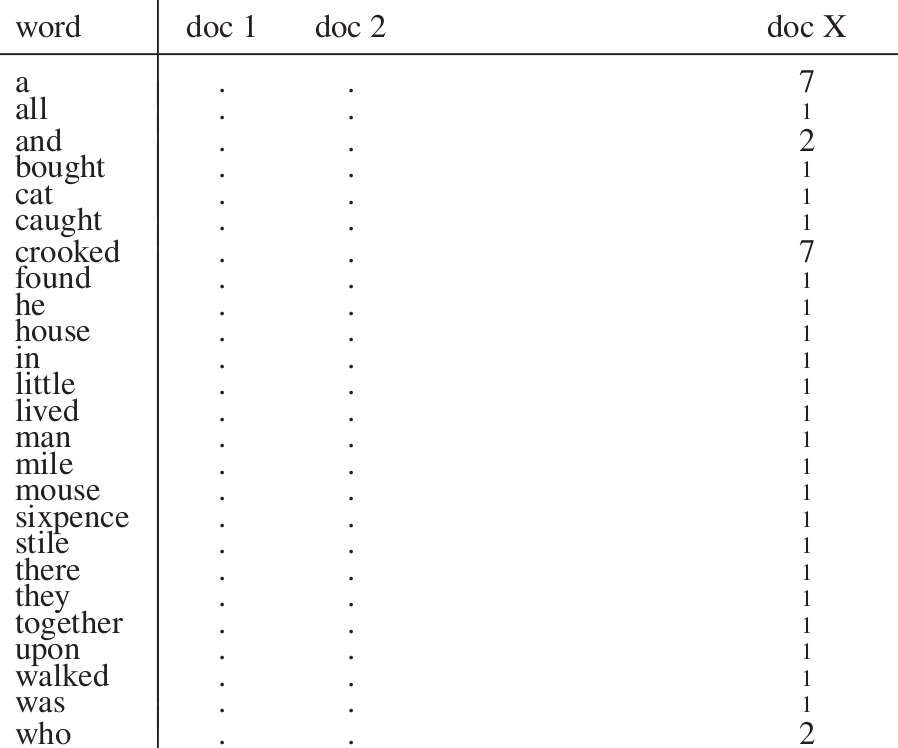 word doc 1 doc 2 doc X
a . . 7
all . . 1
and . . 2
bought . . 1
cat . . 1
caught . . 1
crooked . . 7
found . . 1
he . . 1
house . . 1
in . . 1
little . . 1
lived . . 1
man . . 1
mile . . 1
mouse . . 1
sixpence . . 1
stile . . 1
there . . 1
they . . 1
together . . 1
upon . . 1
walked . . 1
was . . 1
who . . 2